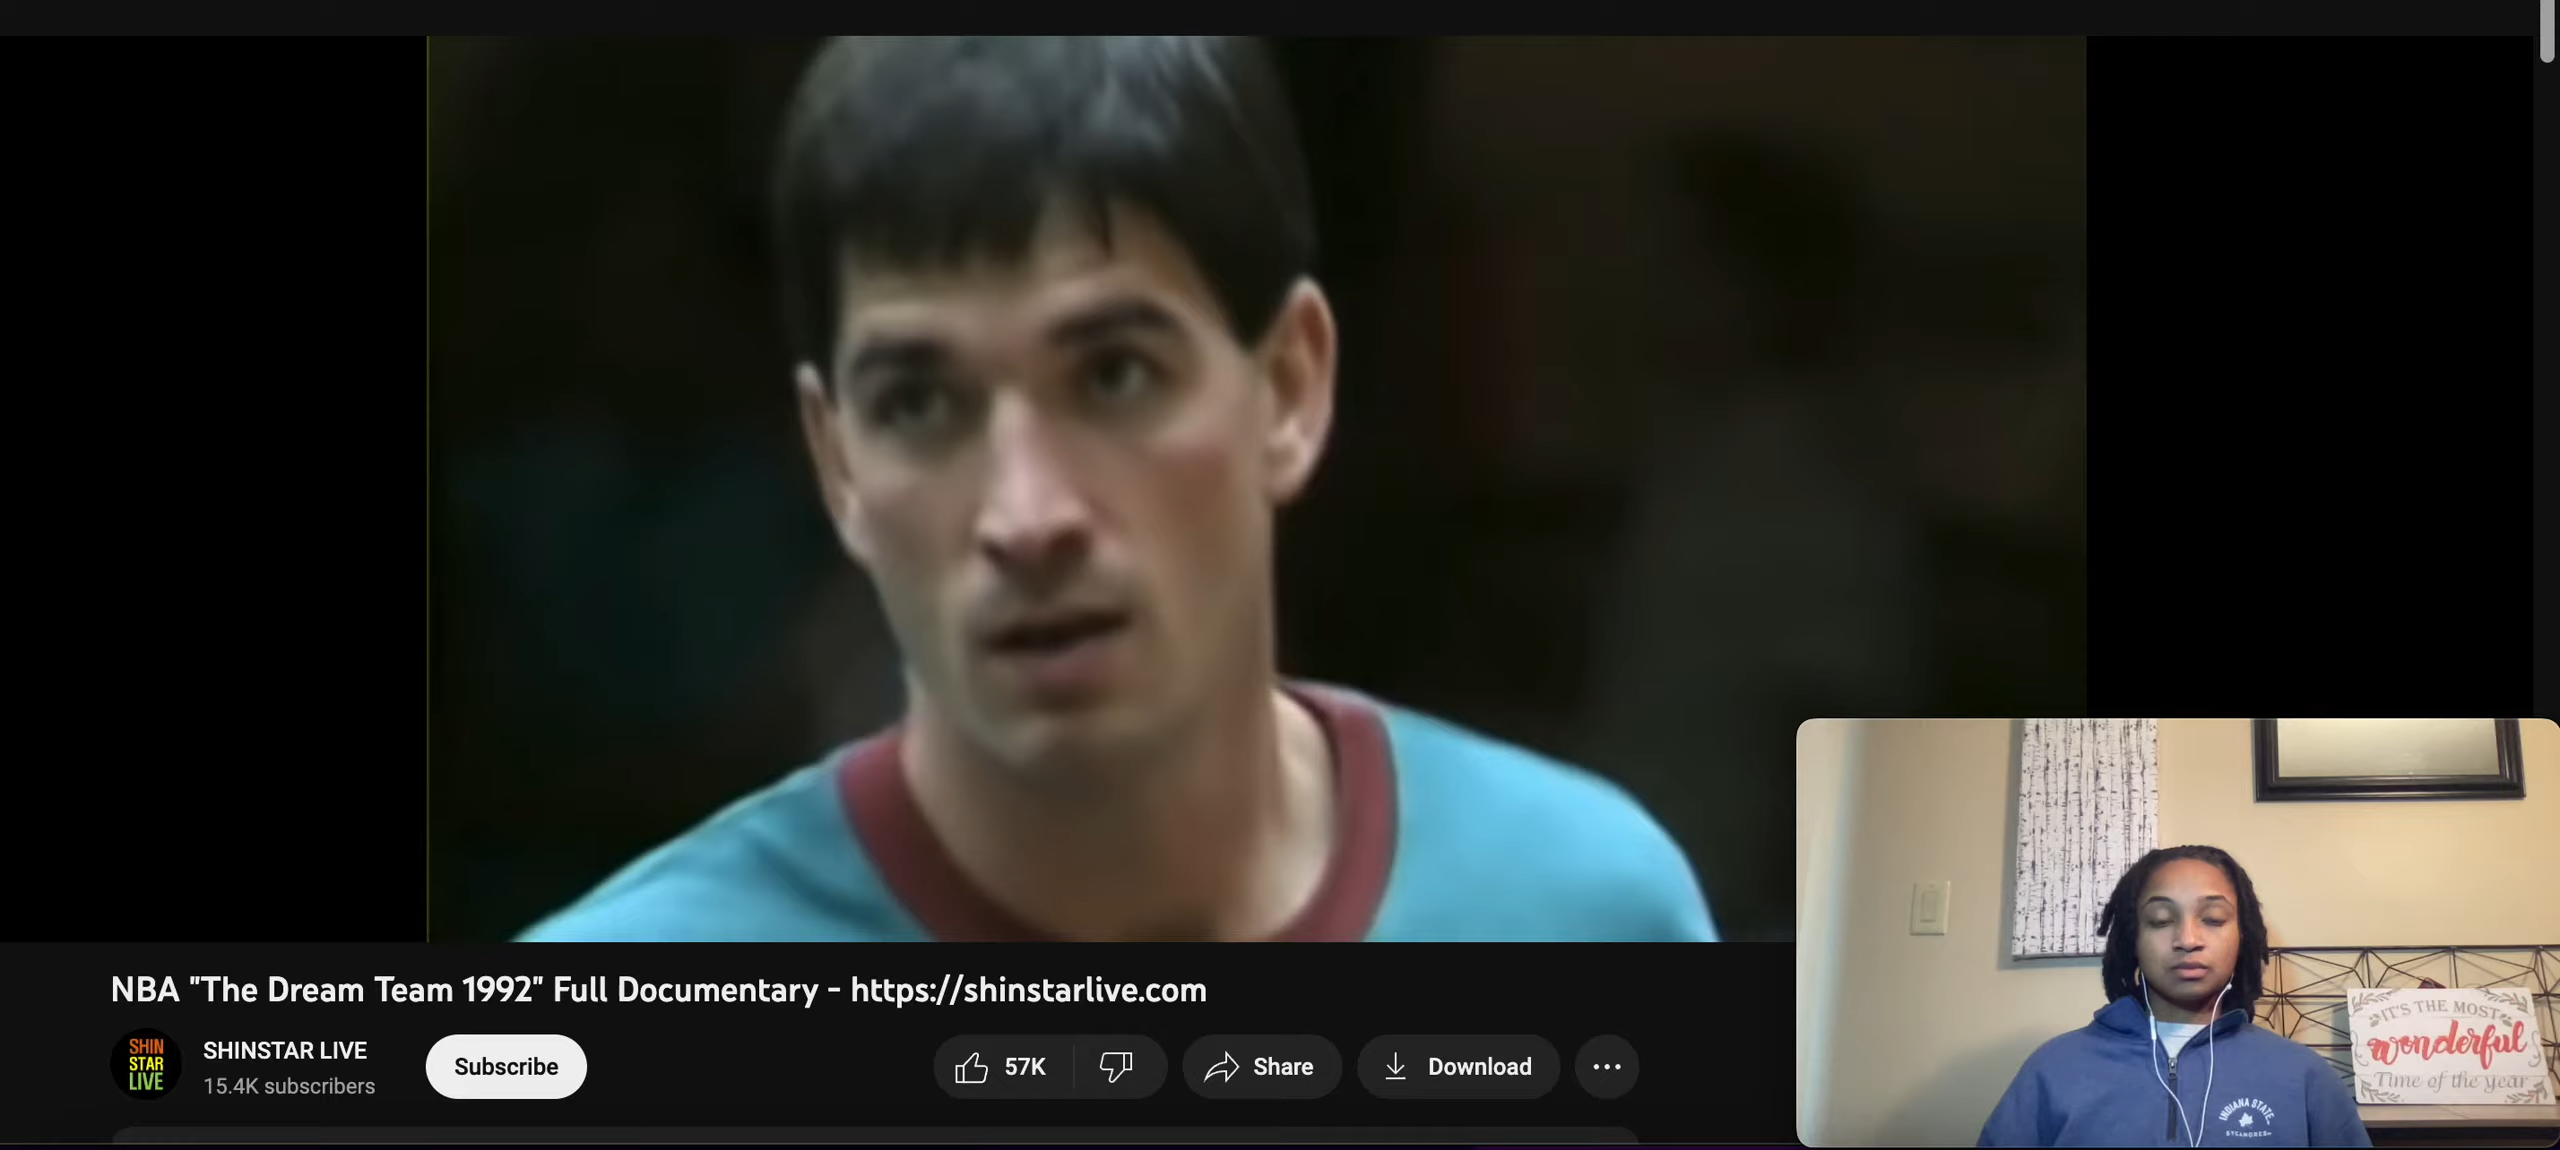 NBA "The Dream Team 1992" Full Documentary - https://shinstarlive.com
SHIN
STAR
LIVE
SHINSTAR LIVE
15.4K subscribers
Subscribe
57K
Share
Download
IT'S THE MOST
wonderful
Time of the year
INDIANA STATE
SYCAMORES